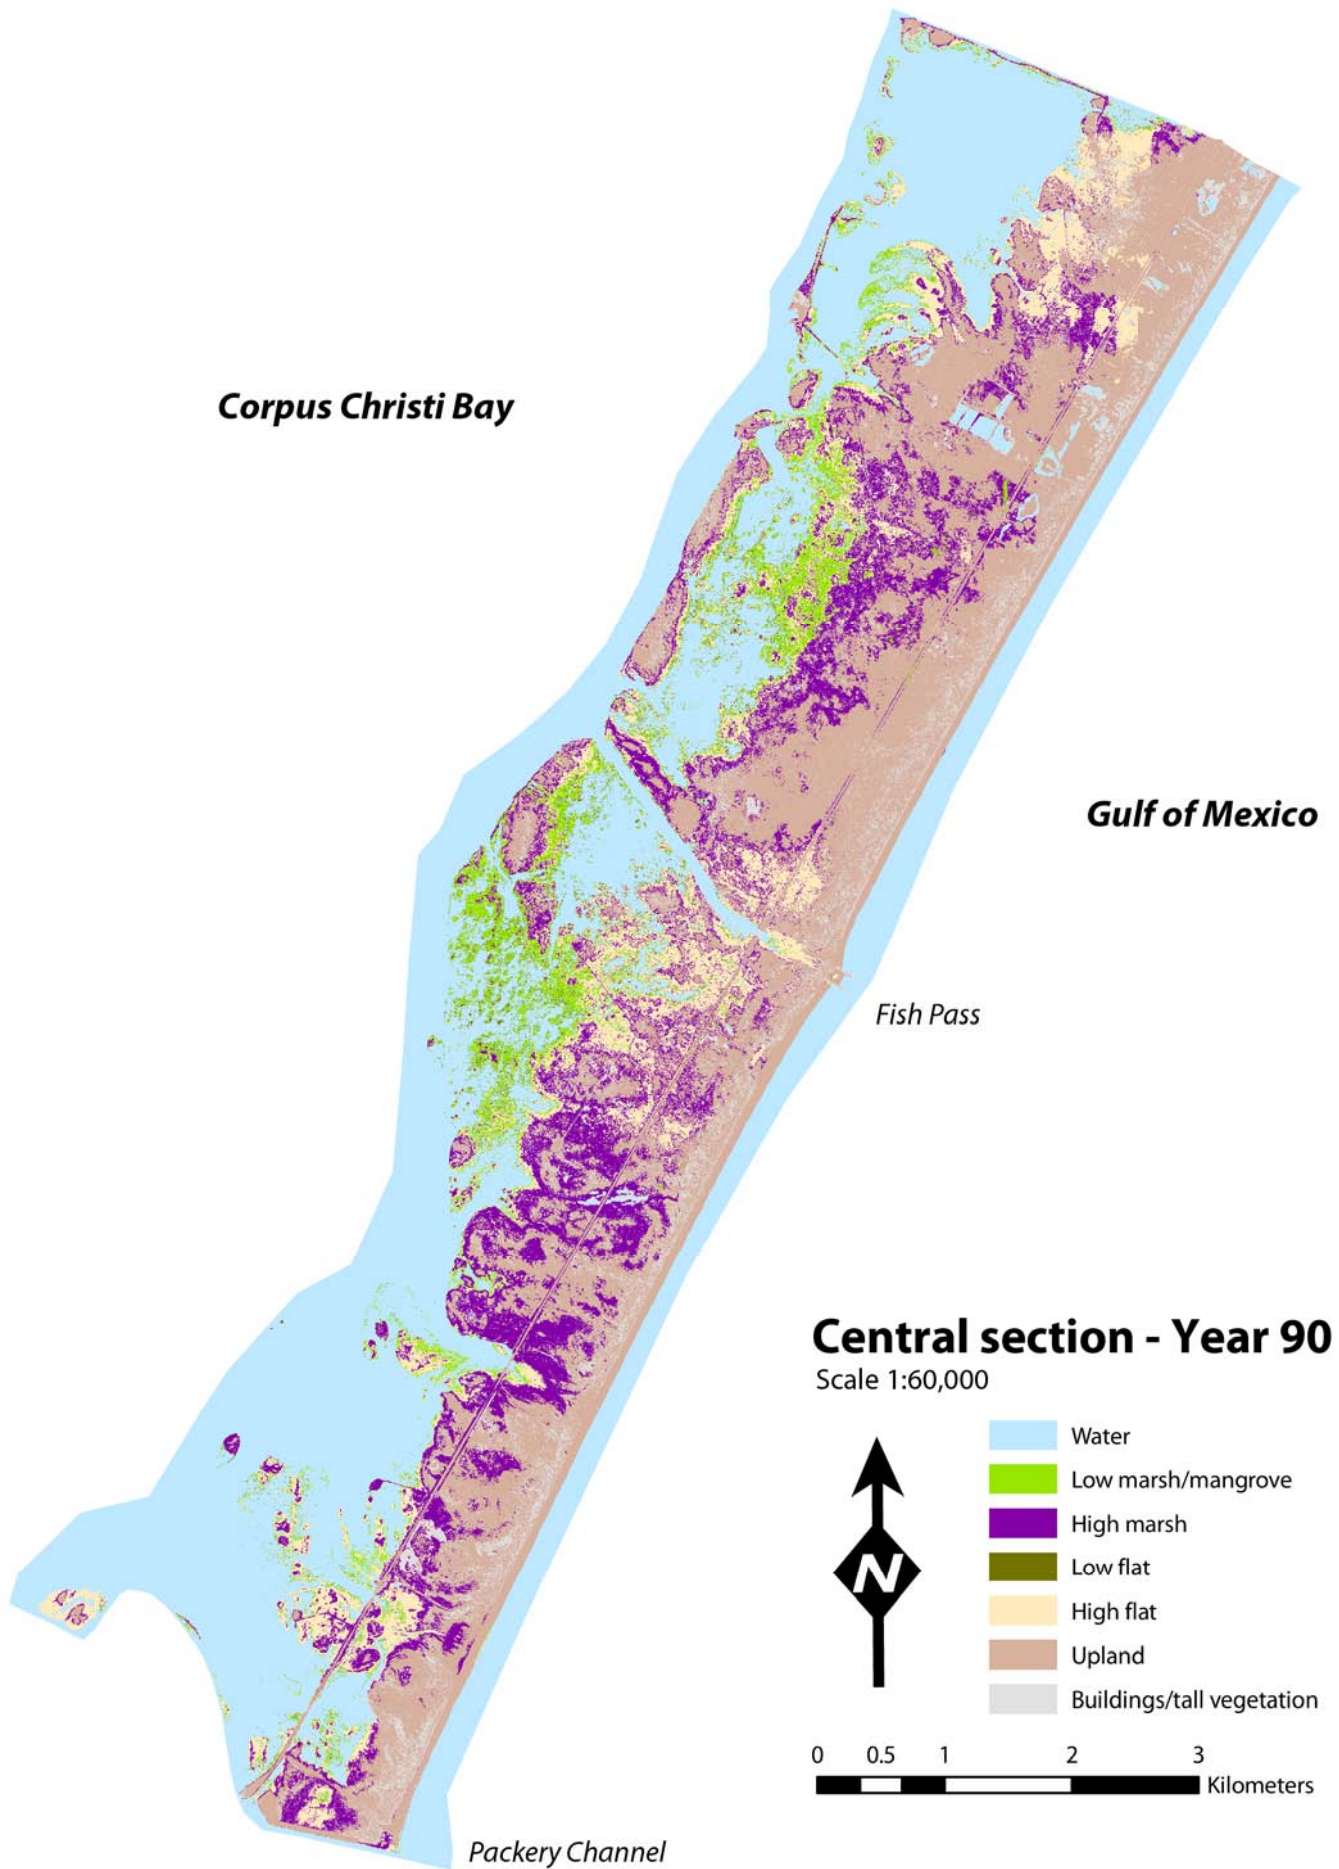 Corpus Christi Bay
Gulf of Mexico
Fish Pass
Central section - Year 90
Scale 1:60,000
Water
Low marsh/mangrove
High marsh
Low flat
High flat
Upland
Buildings/tall vegetation
N
0 0.5 1 2 3
Kilometers
Packery Channel